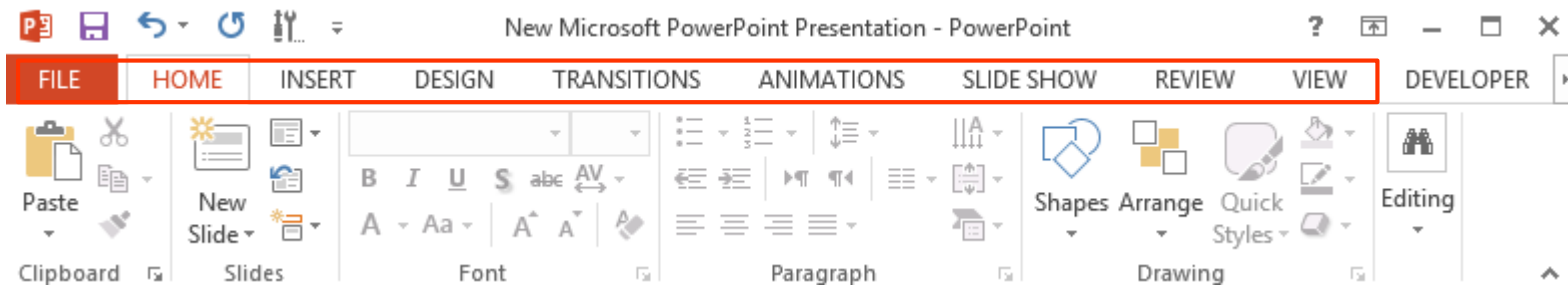 New Microsoft PowerPoint Presentation - PowerPoint ?
FILE HOME INSERT DESIGN TRANSITIONS ANIMATIONS SLIDE SHOW REVIEW VIEW DEVELOPER
B I U S abc AV
A Aa A A
Paste
New
Slide
Shapes
Arrange
Quick
Styles
Editing
Clipboard Slides Font Paragraph Drawing